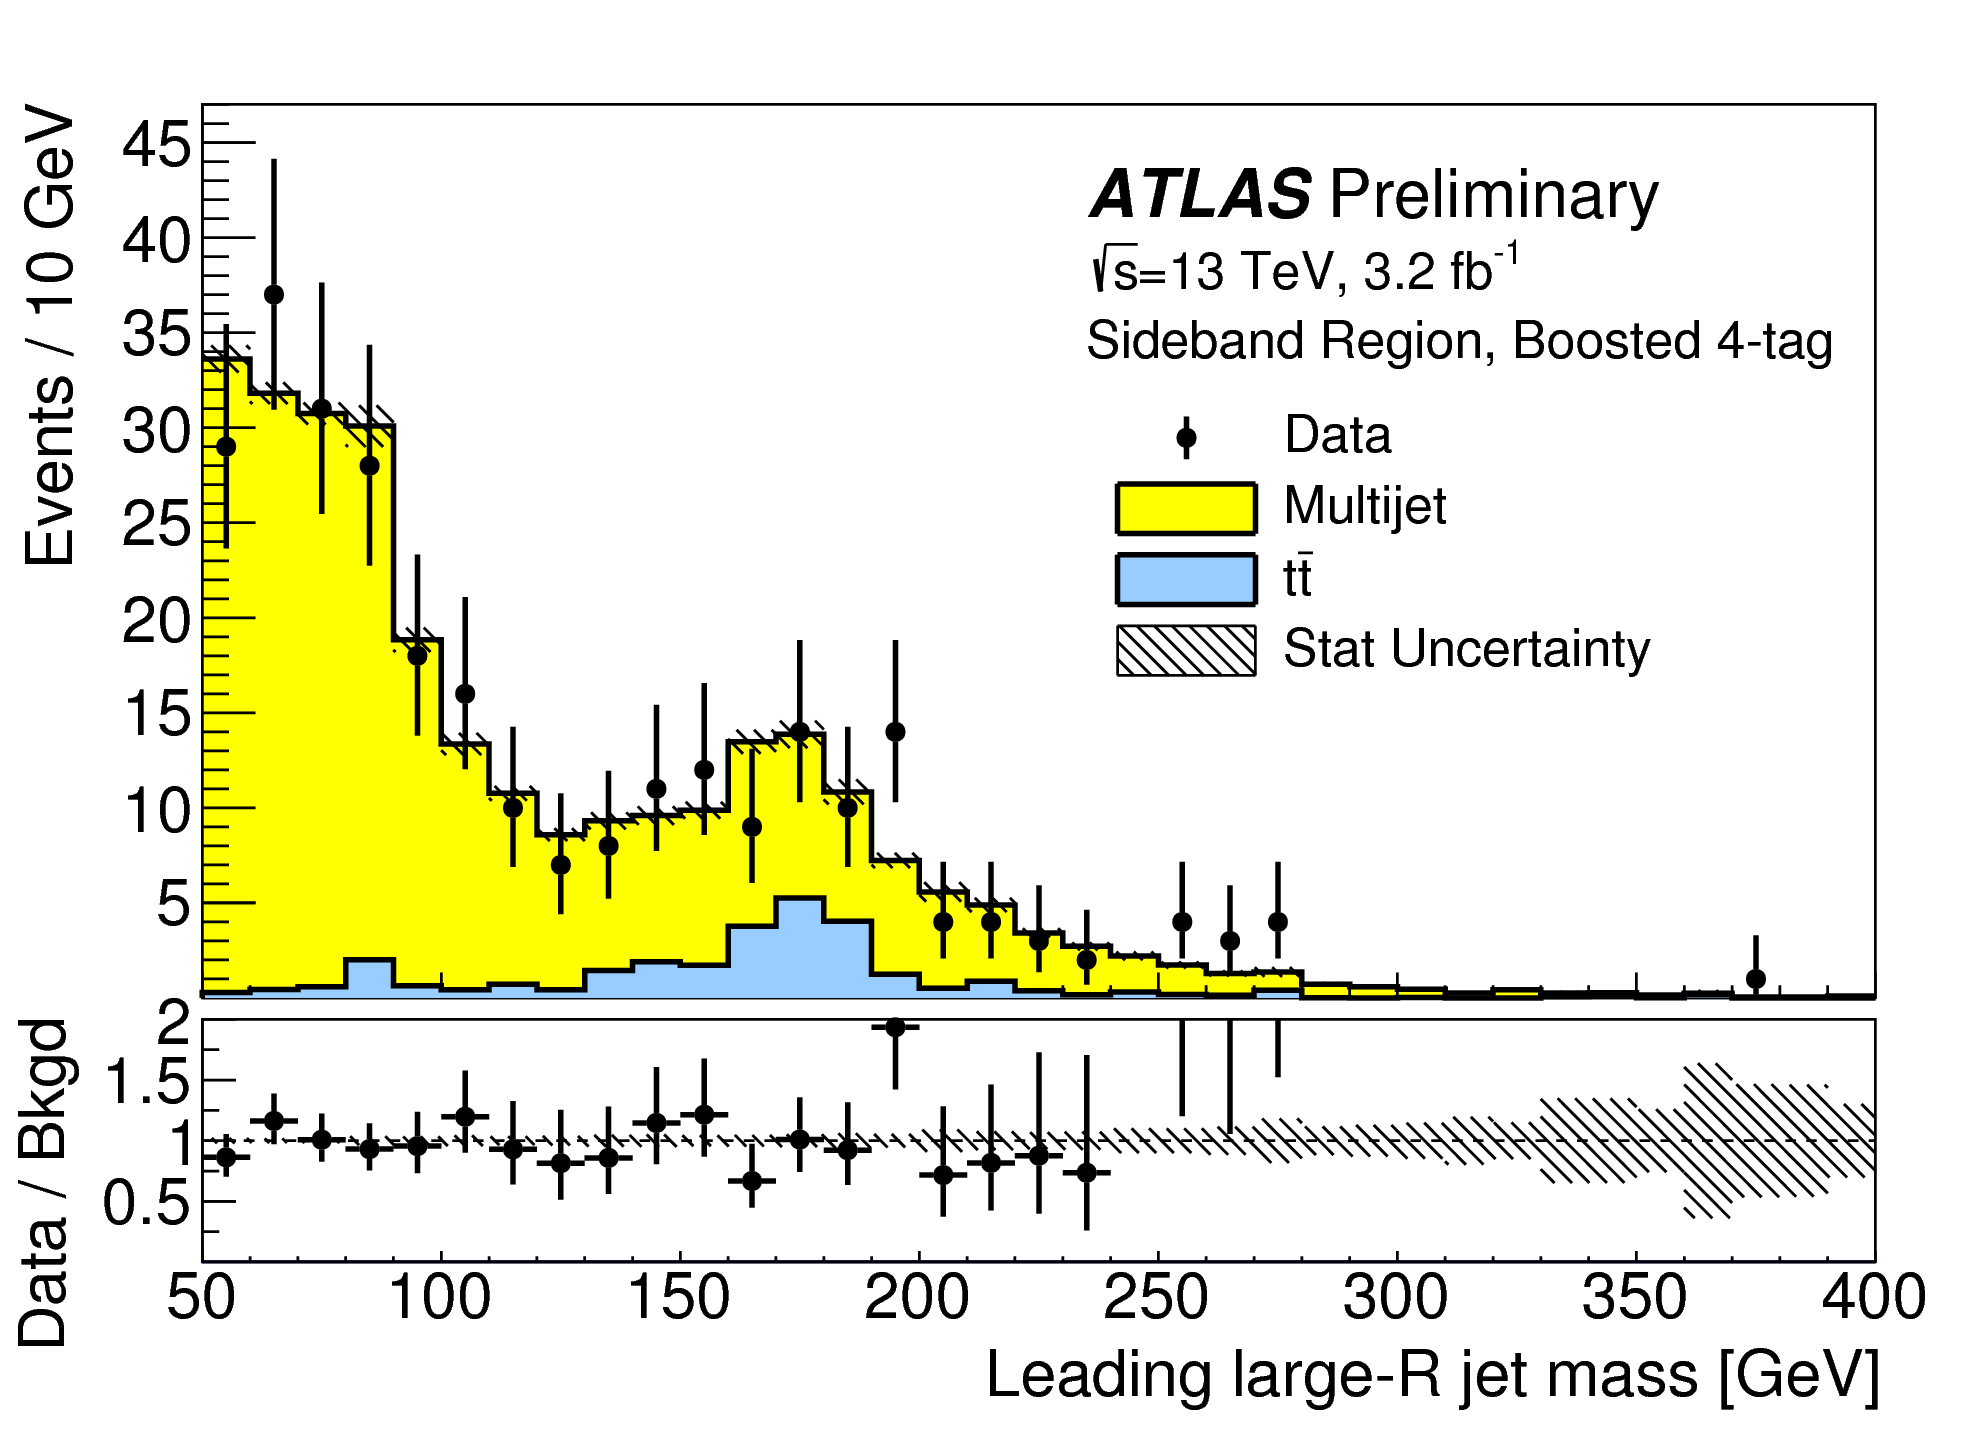 Events / 10 GeV
45
40
35
30
25
20
15
10
5
ATLAS Preliminary
√s=13 TeV, 3.2 fb⁻¹
Sideband Region, Boosted 4-tag
Data
Multijet
tt̄
Stat Uncertainty
Data / Bkgd
2
1.5
1
0.5
50 100 150 200 250 300 350 400
Leading large-R jet mass [GeV]